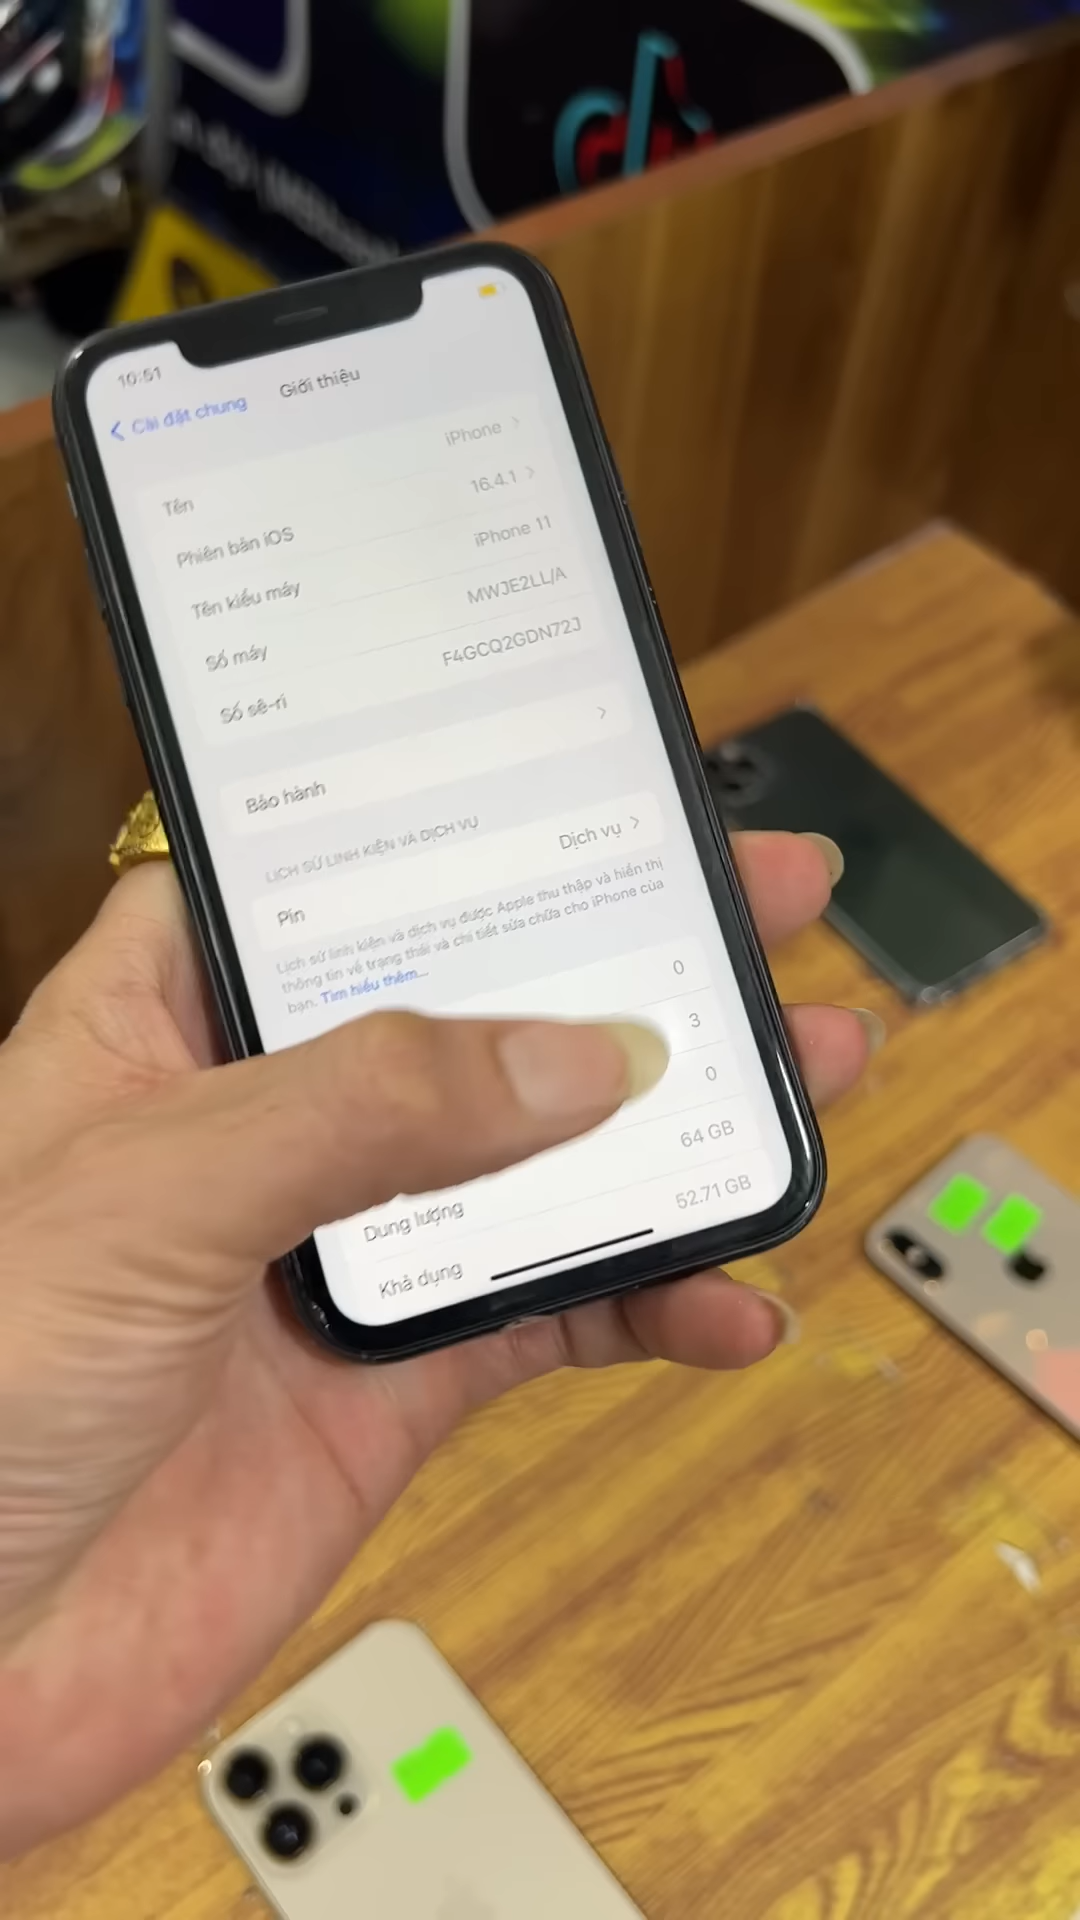 10:51
Cài đặt chung
Giới thiệu
Tên
iPhone
Phiên bản iOS
16.4.1
Tên kiểu máy
iPhone 11
Số máy
MWJE2LL/A
Số sê-ri
F4GCQ2GDN72J
Bảo hành
LỊCH SỬ LINH KIỆN VÀ DỊCH VỤ
Pin
Dịch vụ
Lịch sử linh kiện và dịch vụ được Apple thu thập và hiển thị
thông tin về trạng thái và chi tiết sửa chữa cho iPhone của
bạn. Tìm hiểu thêm...
0
3
0
Dung lượng
64 GB
Khả dụng
52.71 GB